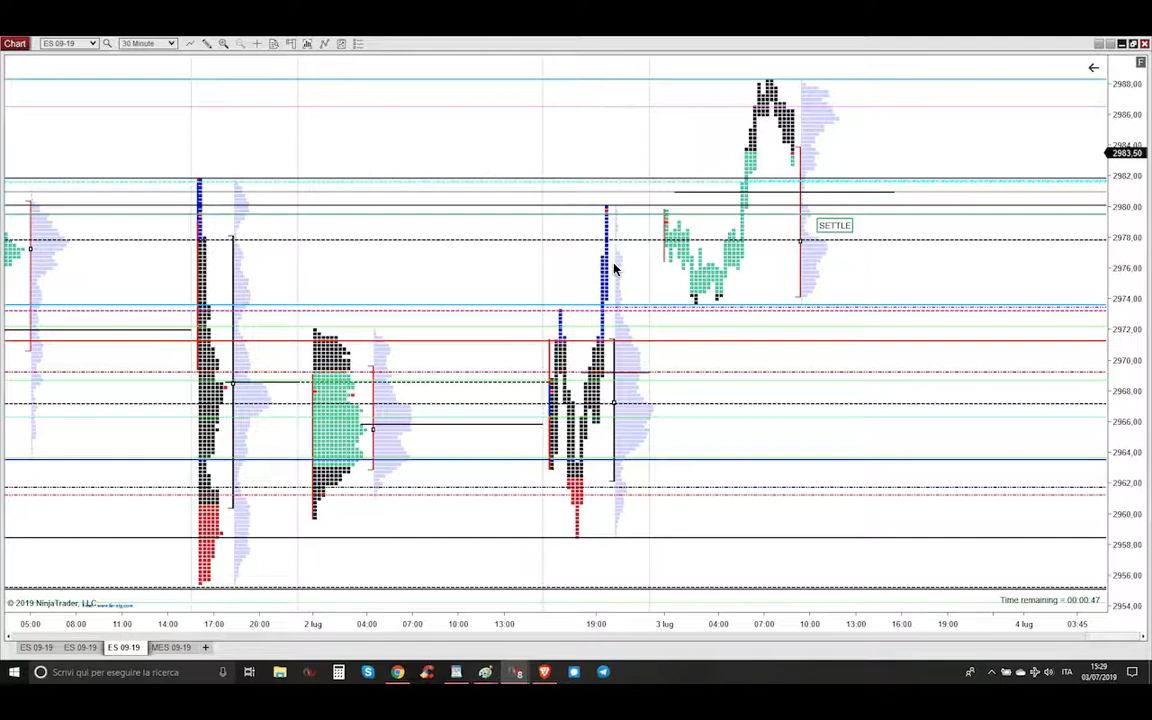 Chart ES 09-19 30 Minute
F
2988,00
2986,00
2984,00
2983,50
2982,00
2980,00
SETTLE
2978,00
2976,00
2974,00
2972,00
2970,00
2968,00
2966,00
2964,00
2962,00
2960,00
2958,00
2956,00
© 2019 NinjaTrader, LLC
Time remaining = 00:00:47
2954,00
05:00 08:00 11:00 14:00 17:00 20:00 2 lug 04:00 07:00 10:00 13:00 19:00 3 lug 04:00 07:00 10:00 13:00 16:00 19:00 4 lug 03:45
ES 09-19 ES 09-19 ES 09-19 MES 09-19 +
Scrivi qui per eseguire la ricerca
8
ITA
15:29
03/07/2019